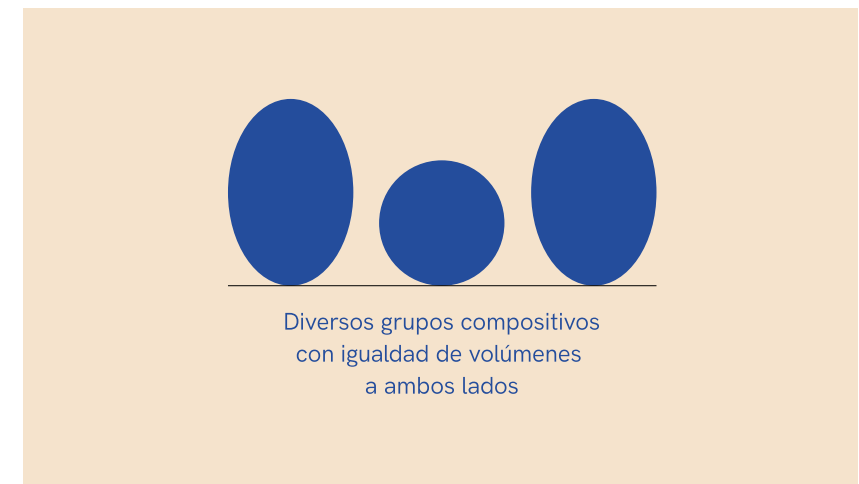 Diversos grupos compositivos
con igualdad de volúmenes
a ambos lados